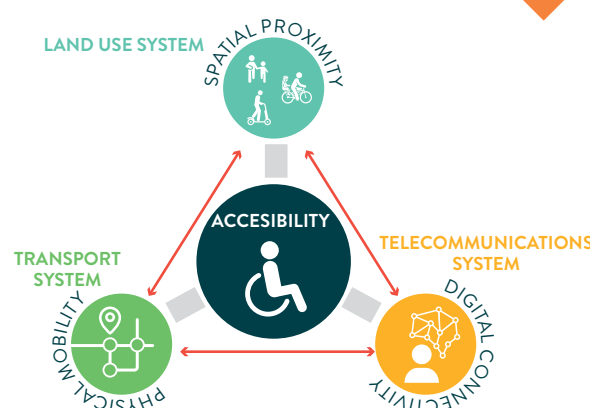 LAND USE SYSTEM
SPATIAL PROXIMITY
ACCESIBILITY
TRANSPORT
SYSTEM
PHYSICAL MOBILITY
TELECOMMUNICATIONS
SYSTEM
DIGITAL CONNECTIVITY